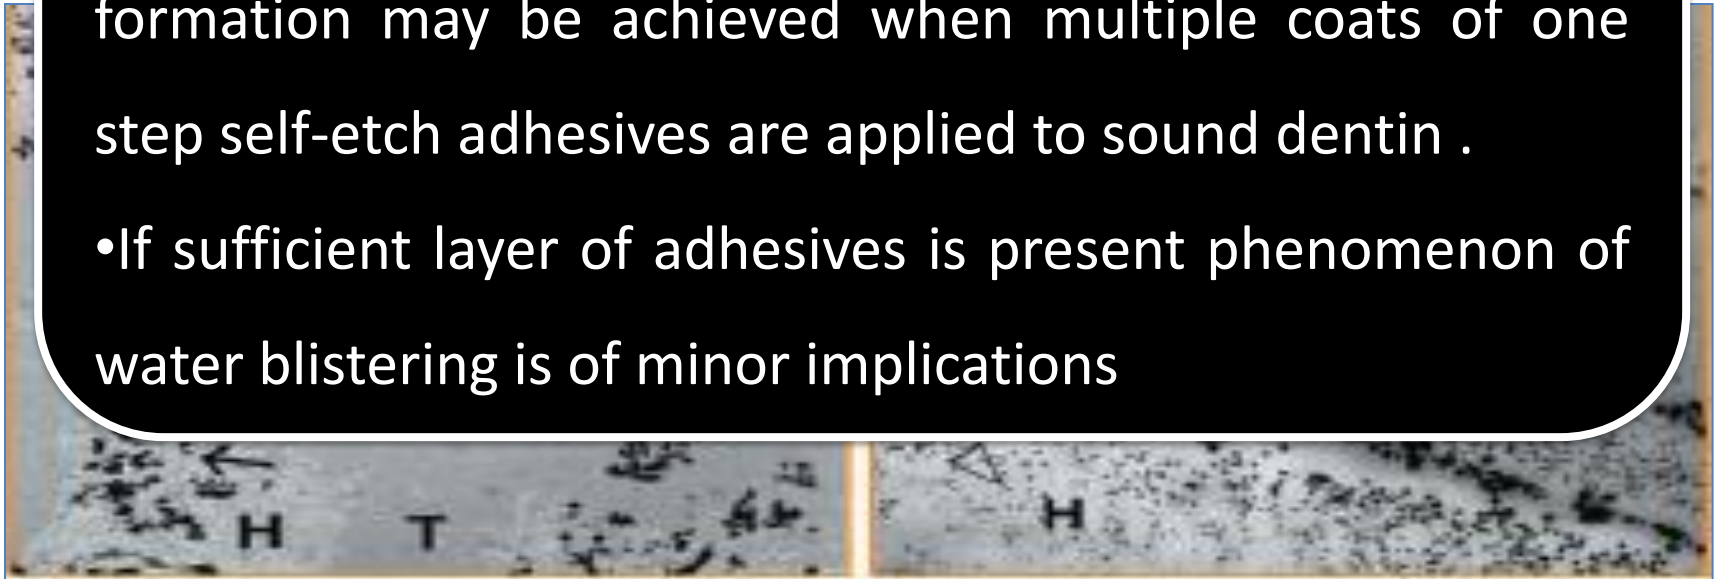 formation may be achieved when multiple coats of one
step self-etch adhesives are applied to sound dentin .
•If sufficient layer of adhesives is present phenomenon of
water blistering is of minor implications
H T H